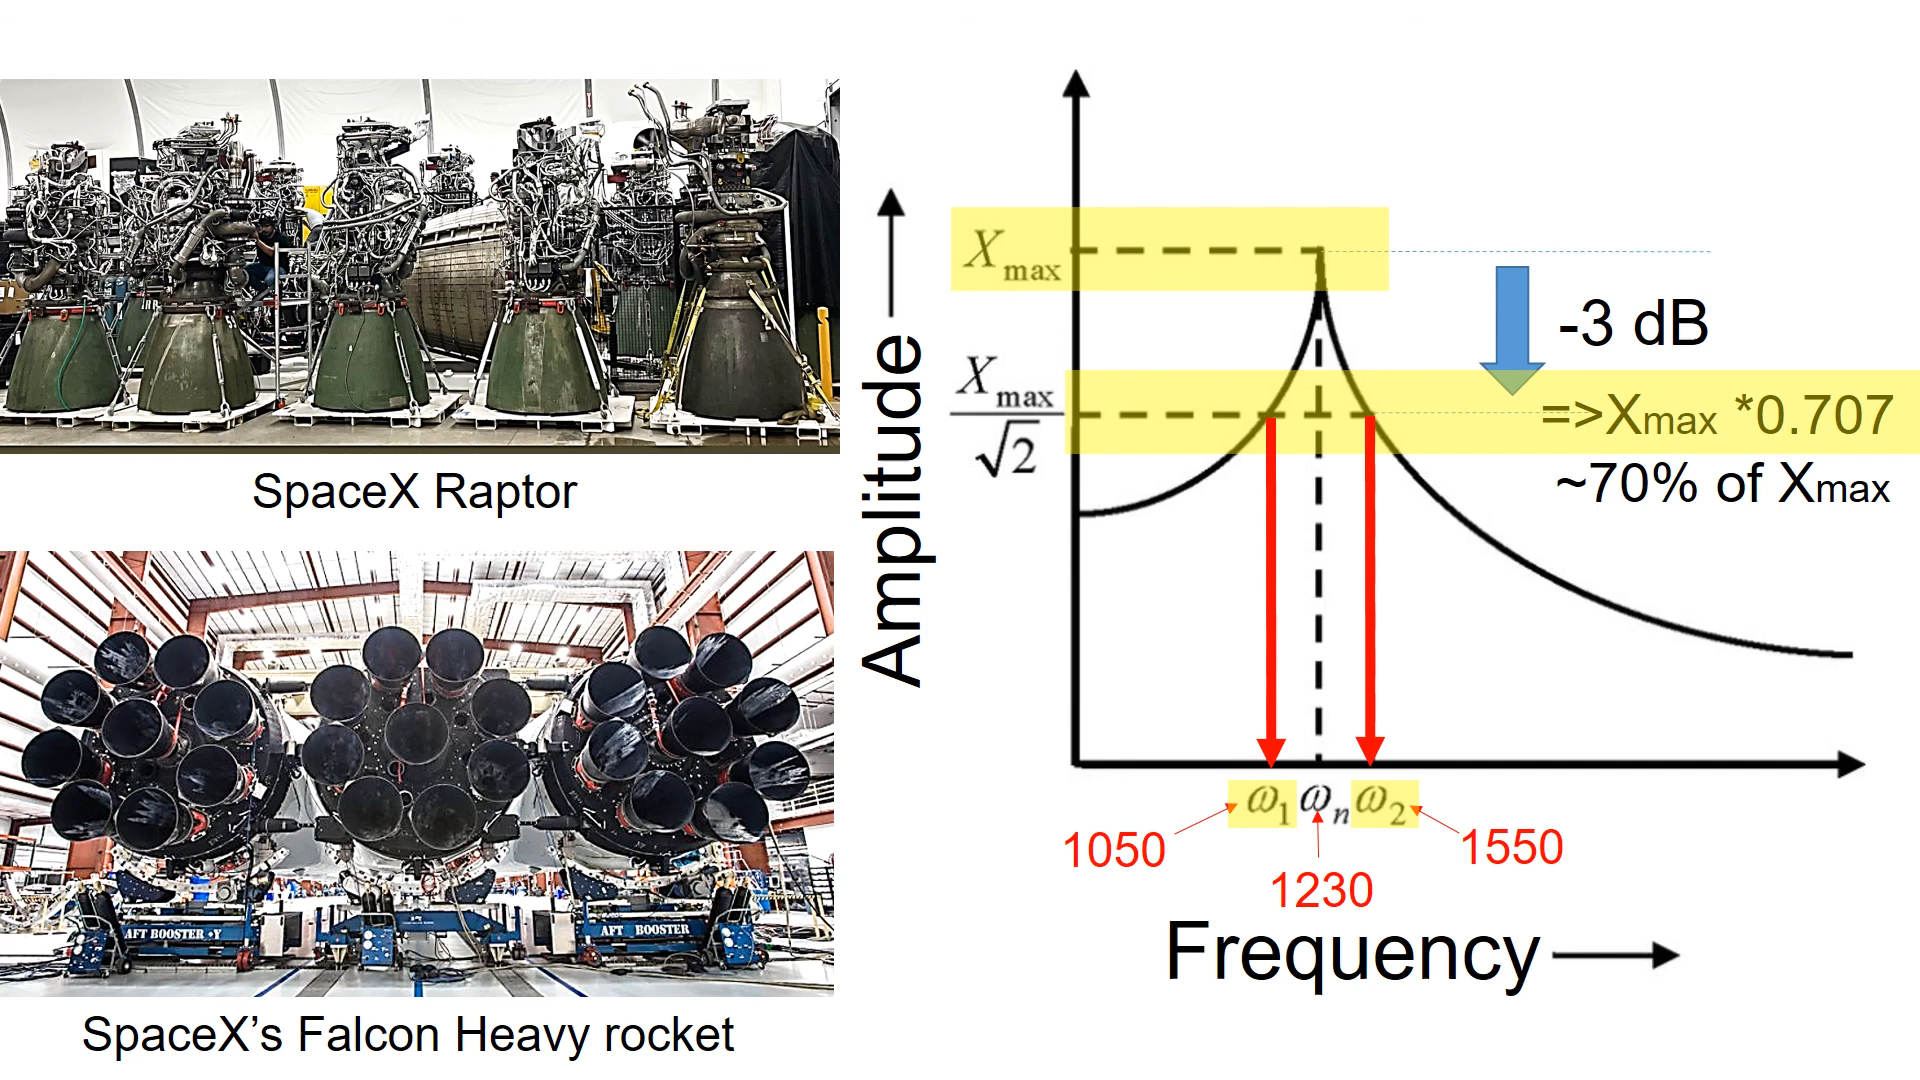 SpaceX Raptor
AFT BOOSTER +Y
AFT BOOSTER
SpaceX’s Falcon Heavy rocket
Amplitude
X max
X max
√2
-3 dB
=>Xmax *0.707
~70% of Xmax
ω1 ωn ω2
1050
1230
1550
Frequency